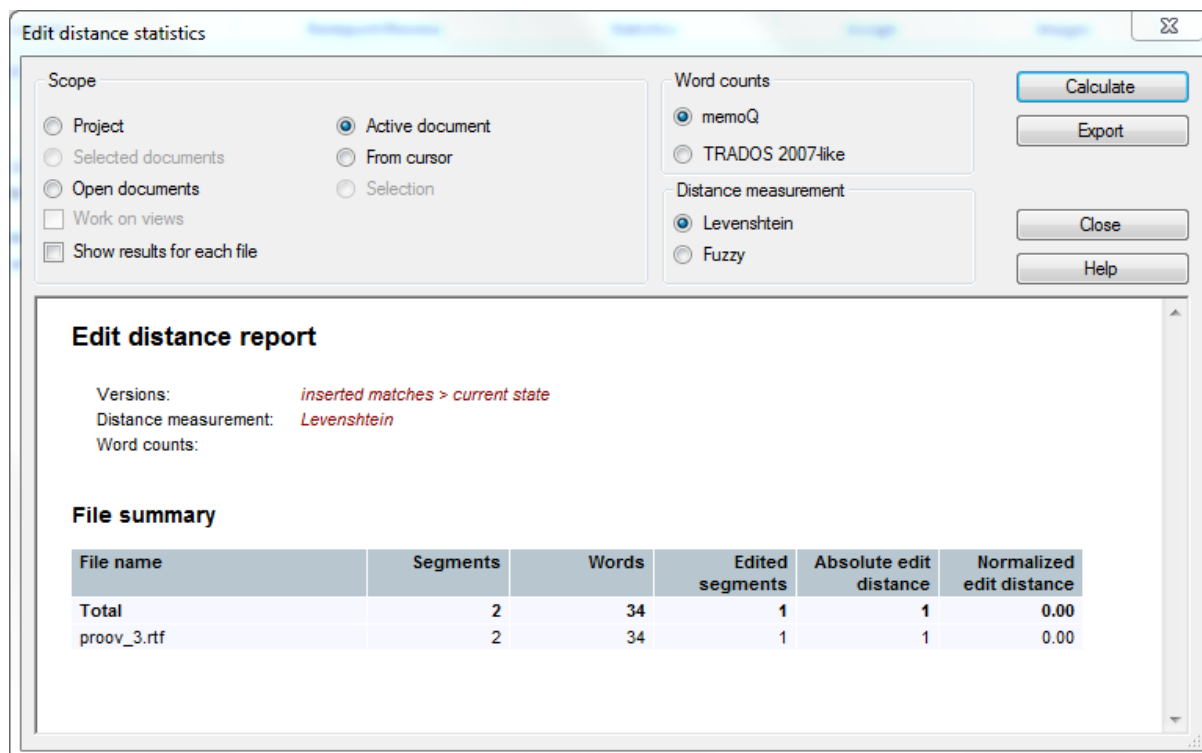 Edit distance statistics
Scope
Project
Active document
Selected documents
From cursor
Open documents
Selection
Work on views
Show results for each file
Word counts
memoQ
TRADOS 2007-like
Distance measurement
Levenshtein
Fuzzy
Calculate
Export
Close
Help
Edit distance report
Versions: inserted matches > current state
Distance measurement: Levenshtein
Word counts:
File summary
File name Segments Words Edited segments Absolute edit distance Normalized edit distance
Total 2 34 1 1 0.00
proov_3.rtf 2 34 1 1 0.00